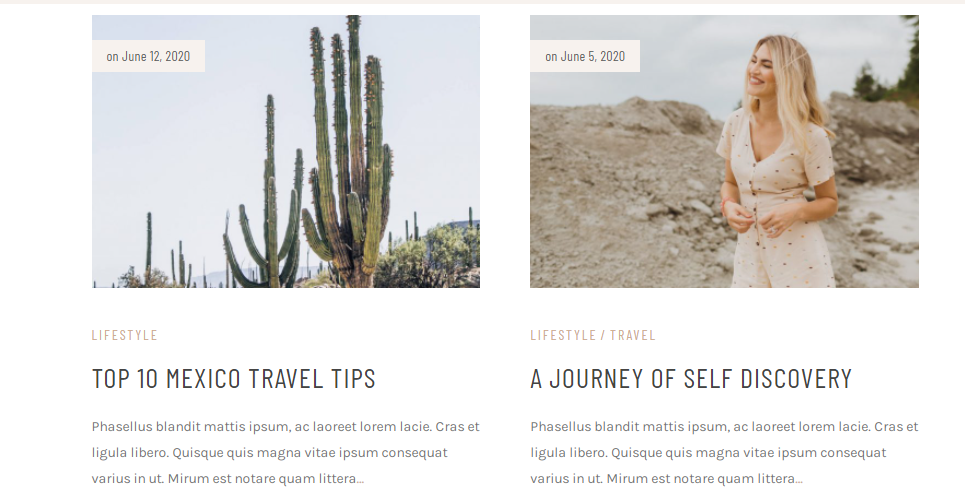 on June 12, 2020
LIFESTYLE
TOP 10 MEXICO TRAVEL TIPS
Phasellus blandit mattis ipsum, ac laoreet lorem lacie. Cras et
ligula libero. Quisque quis magna vitae ipsum consequat
varius in ut. Mirum est notare quam littera...
on June 5, 2020
LIFESTYLE / TRAVEL
A JOURNEY OF SELF DISCOVERY
Phasellus blandit mattis ipsum, ac laoreet lorem lacie. Cras et
ligula libero. Quisque quis magna vitae ipsum consequat
varius in ut. Mirum est notare quam littera...